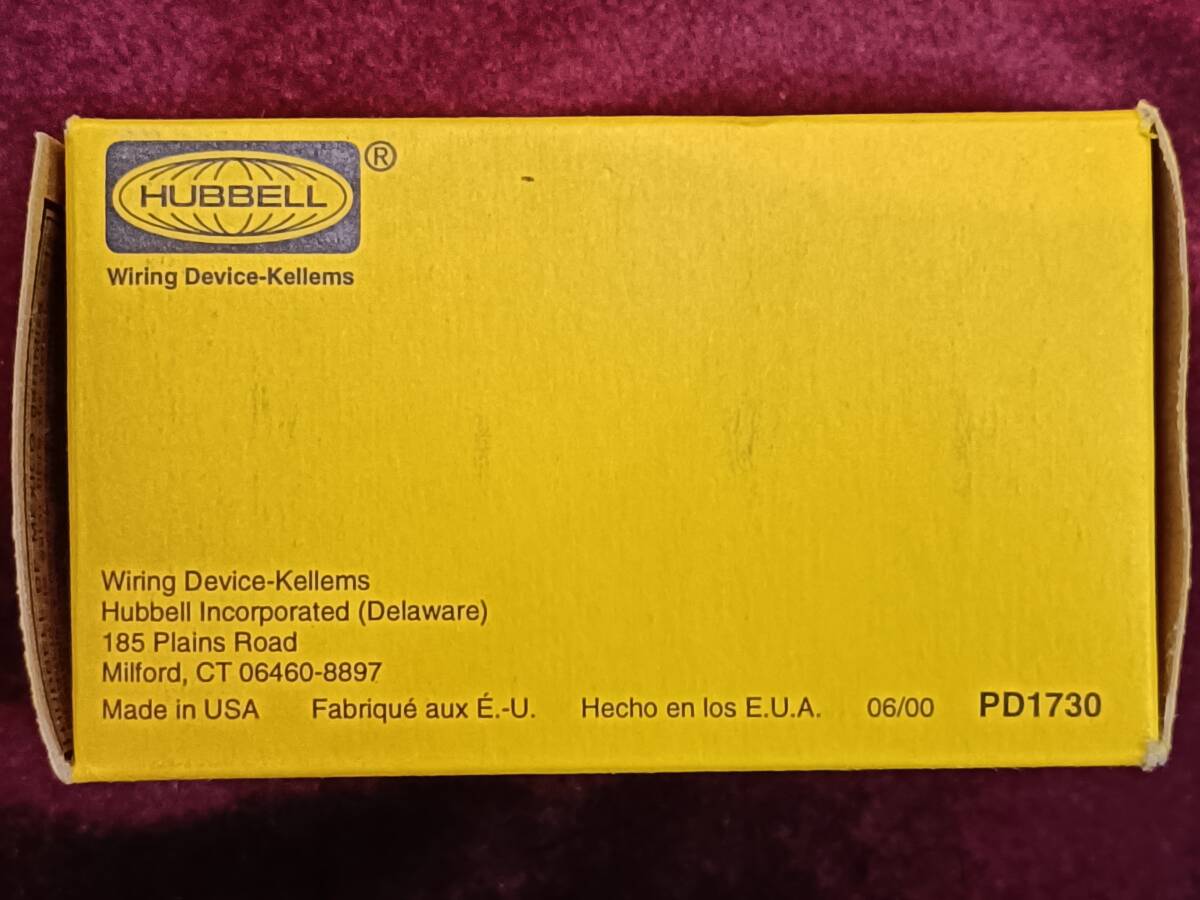 HUBBELL ®
Wiring Device-Kellems
Wiring Device-Kellems
Hubbell Incorporated (Delaware)
185 Plains Road
Milford, CT 06460-8897
Made in USA Fabriqué aux É.-U. Hecho en los E.U.A. 06/00 PD1730